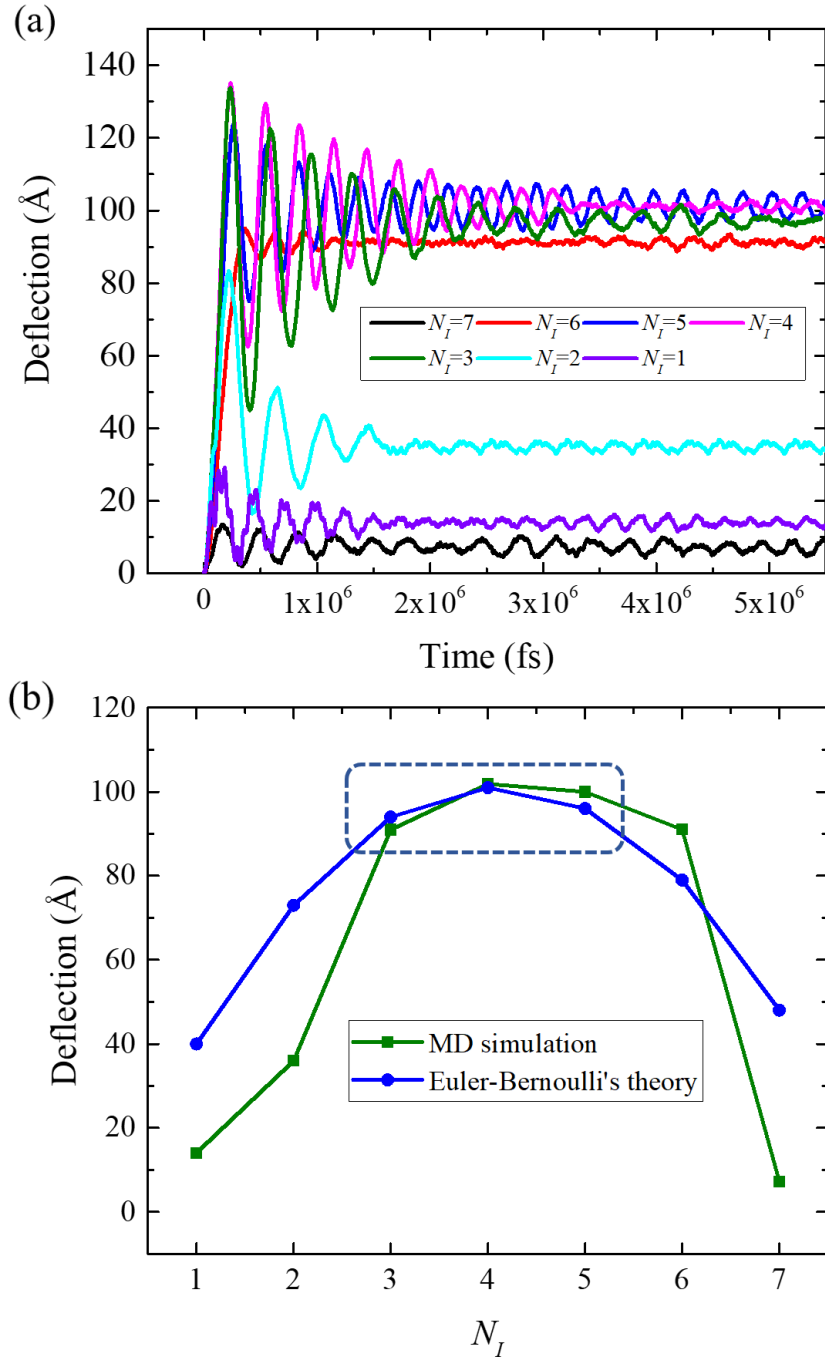 (a)
140
120
100
80
60
40
20
0
Deflection (Å)
N_I=7 N_I=6 N_I=5 N_I=4
N_I=3 N_I=2 N_I=1
0 1x10^6 2x10^6 3x10^6 4x10^6 5x10^6
Time (fs)
(b)
120
100
80
60
40
20
0
Deflection (Å)
MD simulation
Euler-Bernoulli's theory
1 2 3 4 5 6 7
N_I